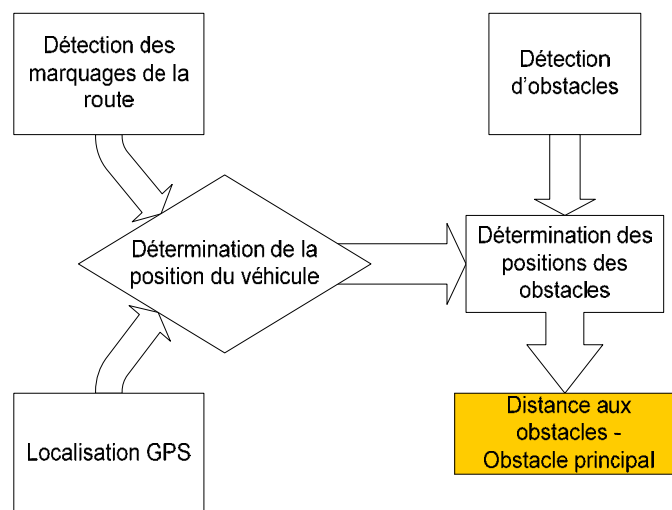 Détection des
marquages de la
route
Détection
d'obstacles
Détermination de la
position du véhicule
Détermination des
positions des
obstacles
Localisation GPS
Distance aux
obstacles -
Obstacle principal